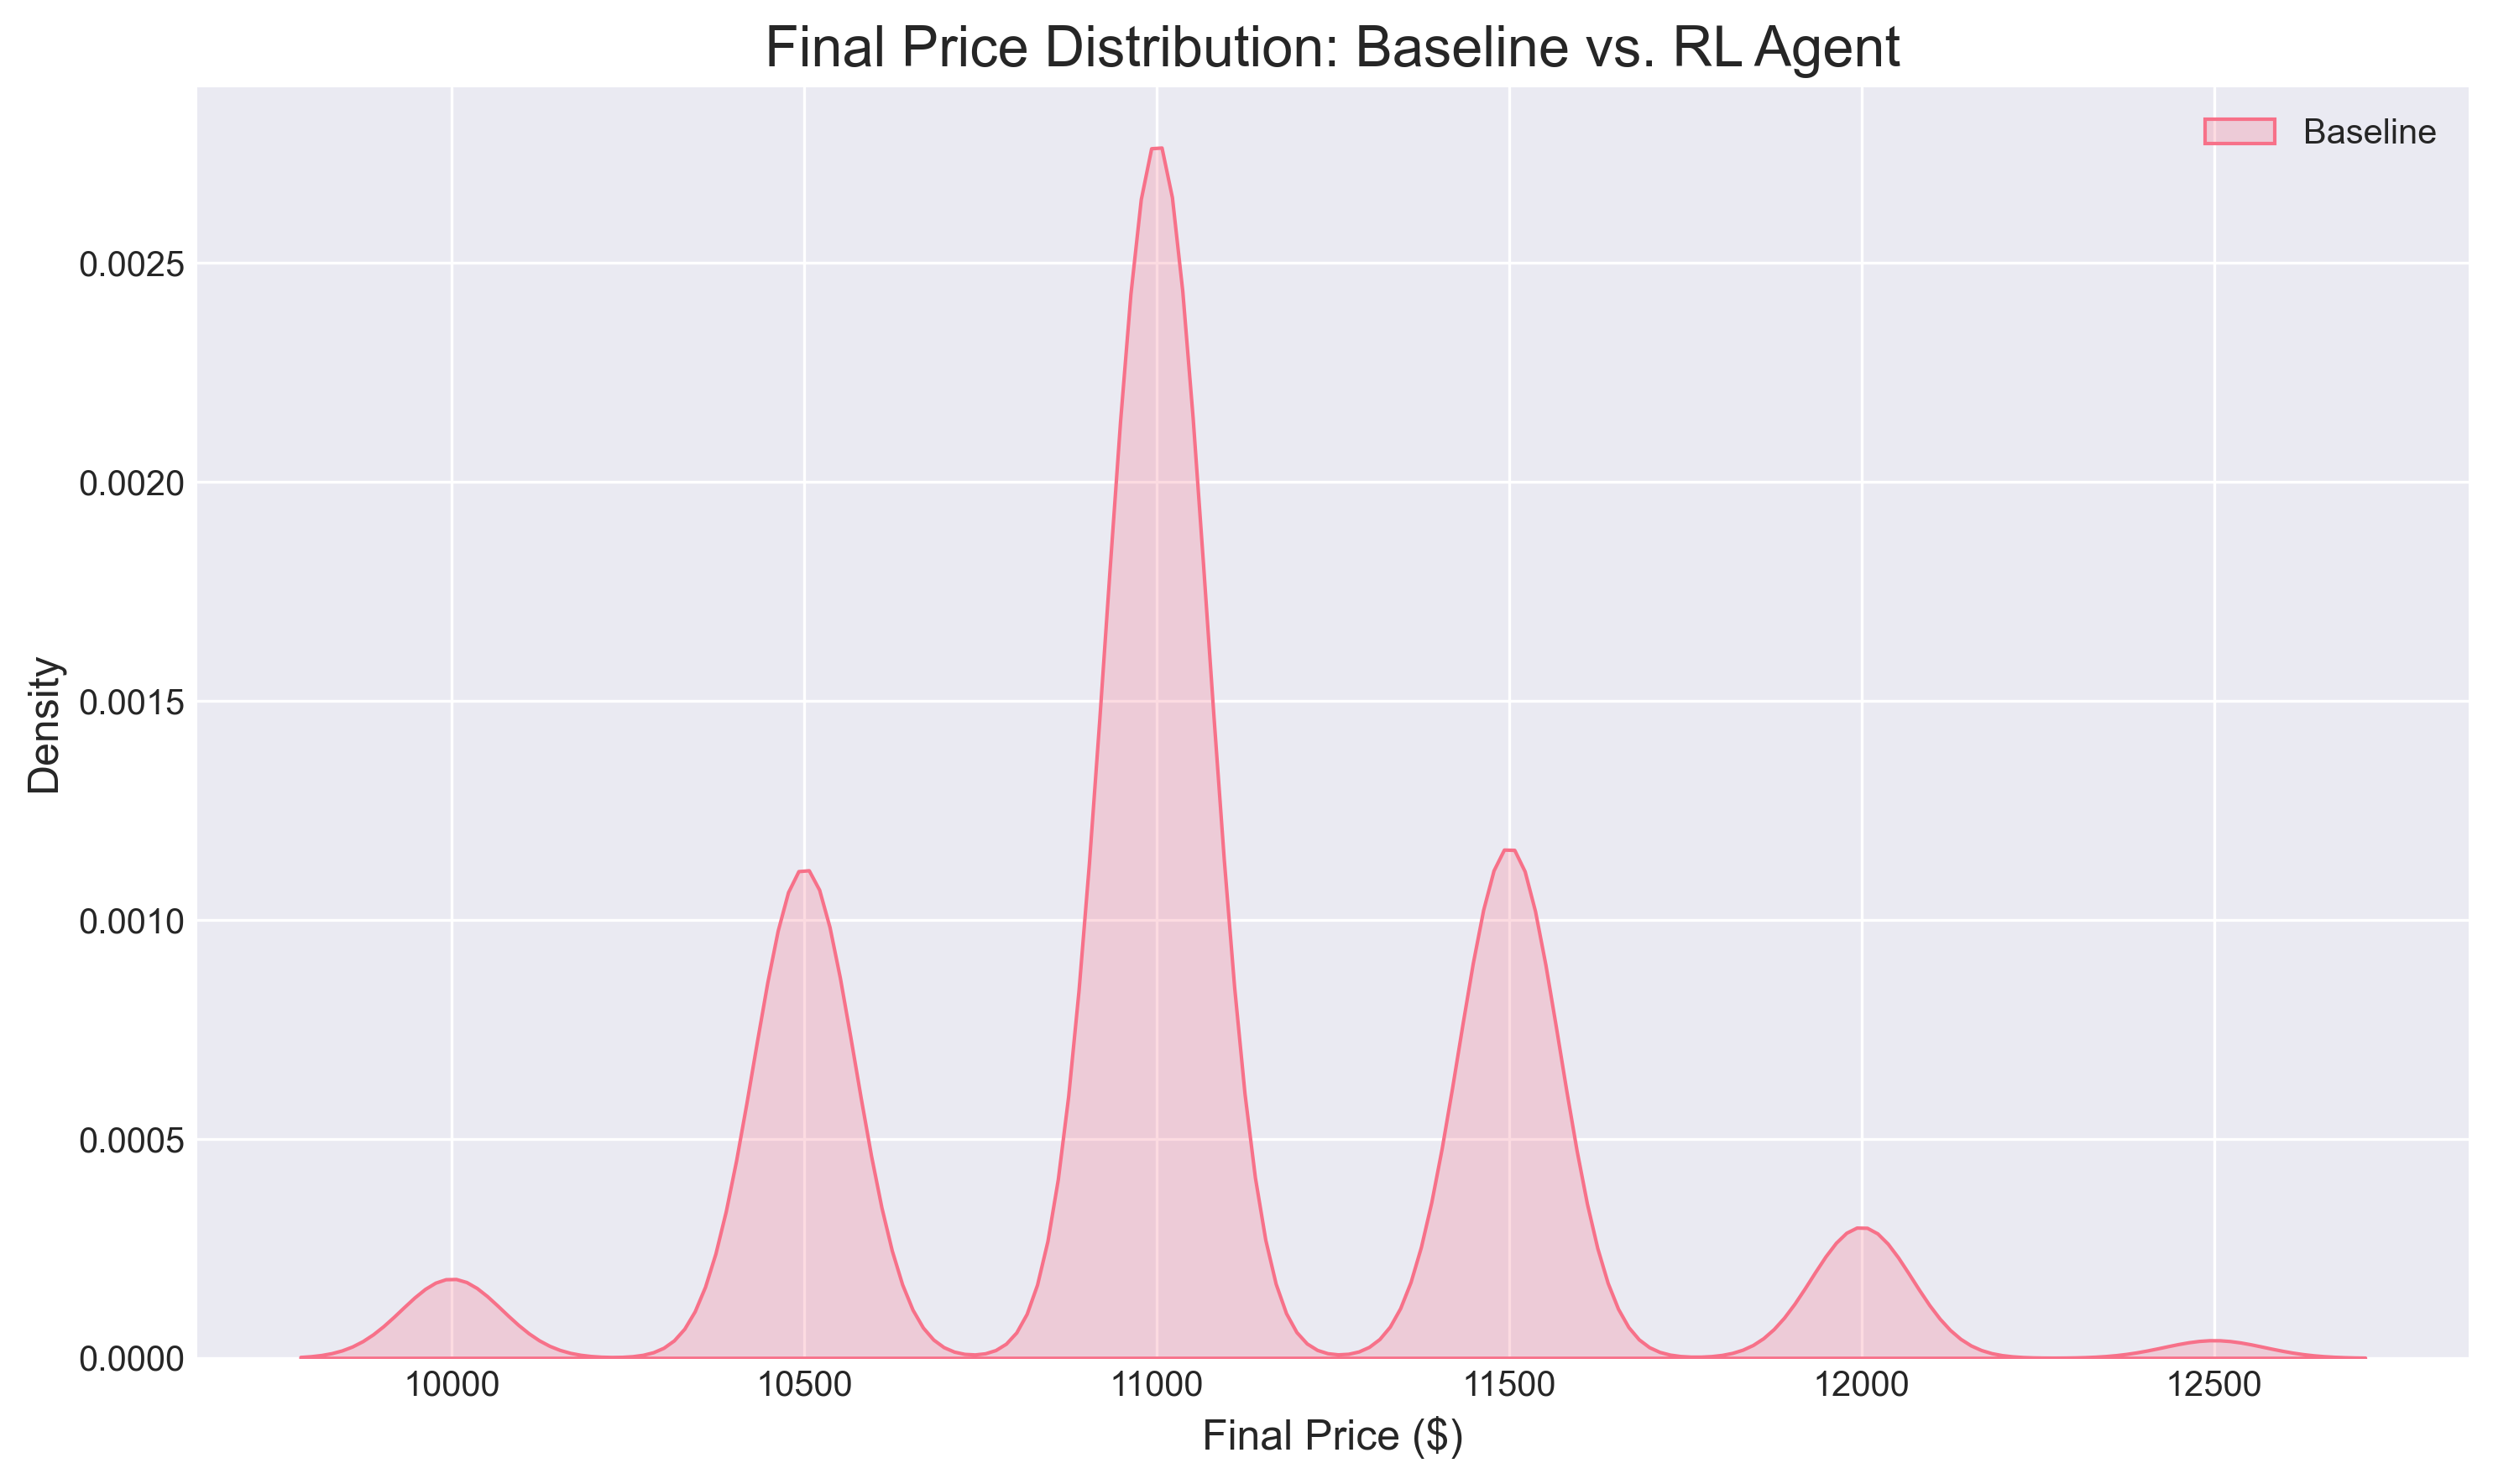 Final Price Distribution: Baseline vs. RL Agent
Baseline
Density
0.0025
0.0020
0.0015
0.0010
0.0005
0.0000
10000 10500 11000 11500 12000 12500
Final Price ($)